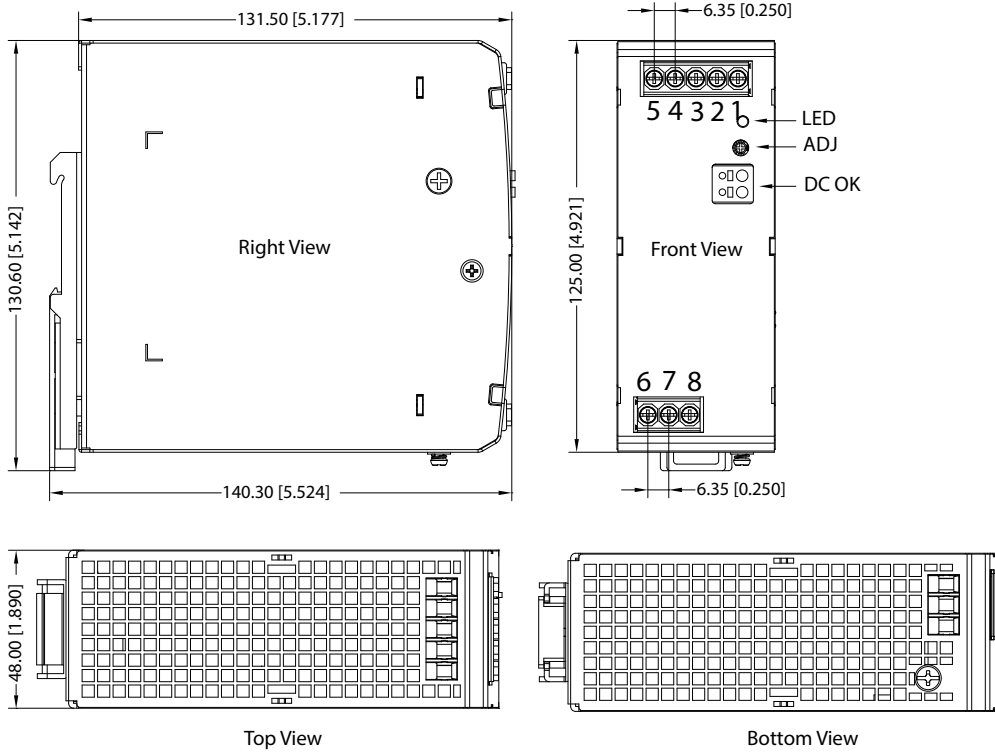 131.50 [5.177]
6.35 [0.250]
130.60 [5.142]
Right View
140.30 [5.524]
125.00 [4.921]
5 4 3 2 1
LED
ADJ
DC OK
Front View
6 7 8
6.35 [0.250]
48.00 [1.890]
Top View
Bottom View